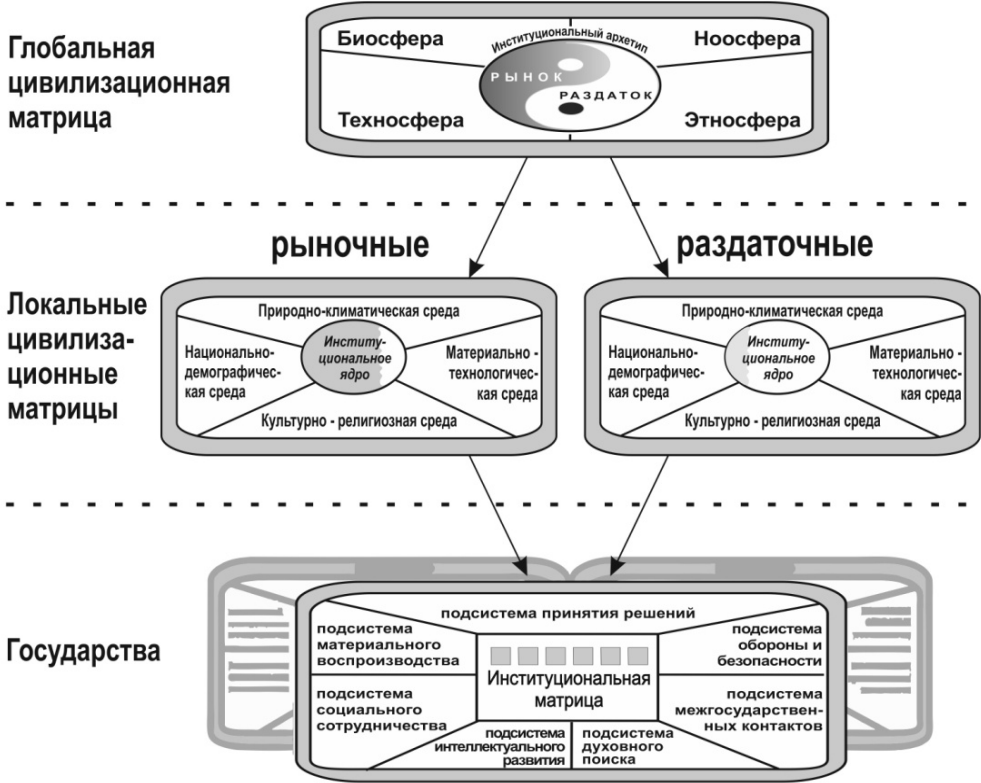 Глобальная
цивилизационная
матрица
Биосфера
Институциональный архетип
Ноосфера
РЫНОК
РАЗДАТОК
Техносфера
Этносфера
рыночные
раздаточные
Локальные
цивилиза-
ционные
матрицы
Природно-климатическая среда
Национально-
демографичес-
кая среда
Институ-
циональное
ядро
Материально -
технологичес-
кая среда
Культурно - религиозная среда
Природно-климатическая среда
Национально-
демографичес-
кая среда
Институ-
циональное
ядро
Материально -
технологичес-
кая среда
Культурно - религиозная среда
Государства
подсистема принятия решений
подсистема
материального
воспроизводства
подсистема
обороны и
безопасности
Институциональная
матрица
подсистема
социального
сотрудничества
подсистема
межгосударствен-
ных контактов
подсистема
интеллектуального
развития
подсистема
духовного
поиска